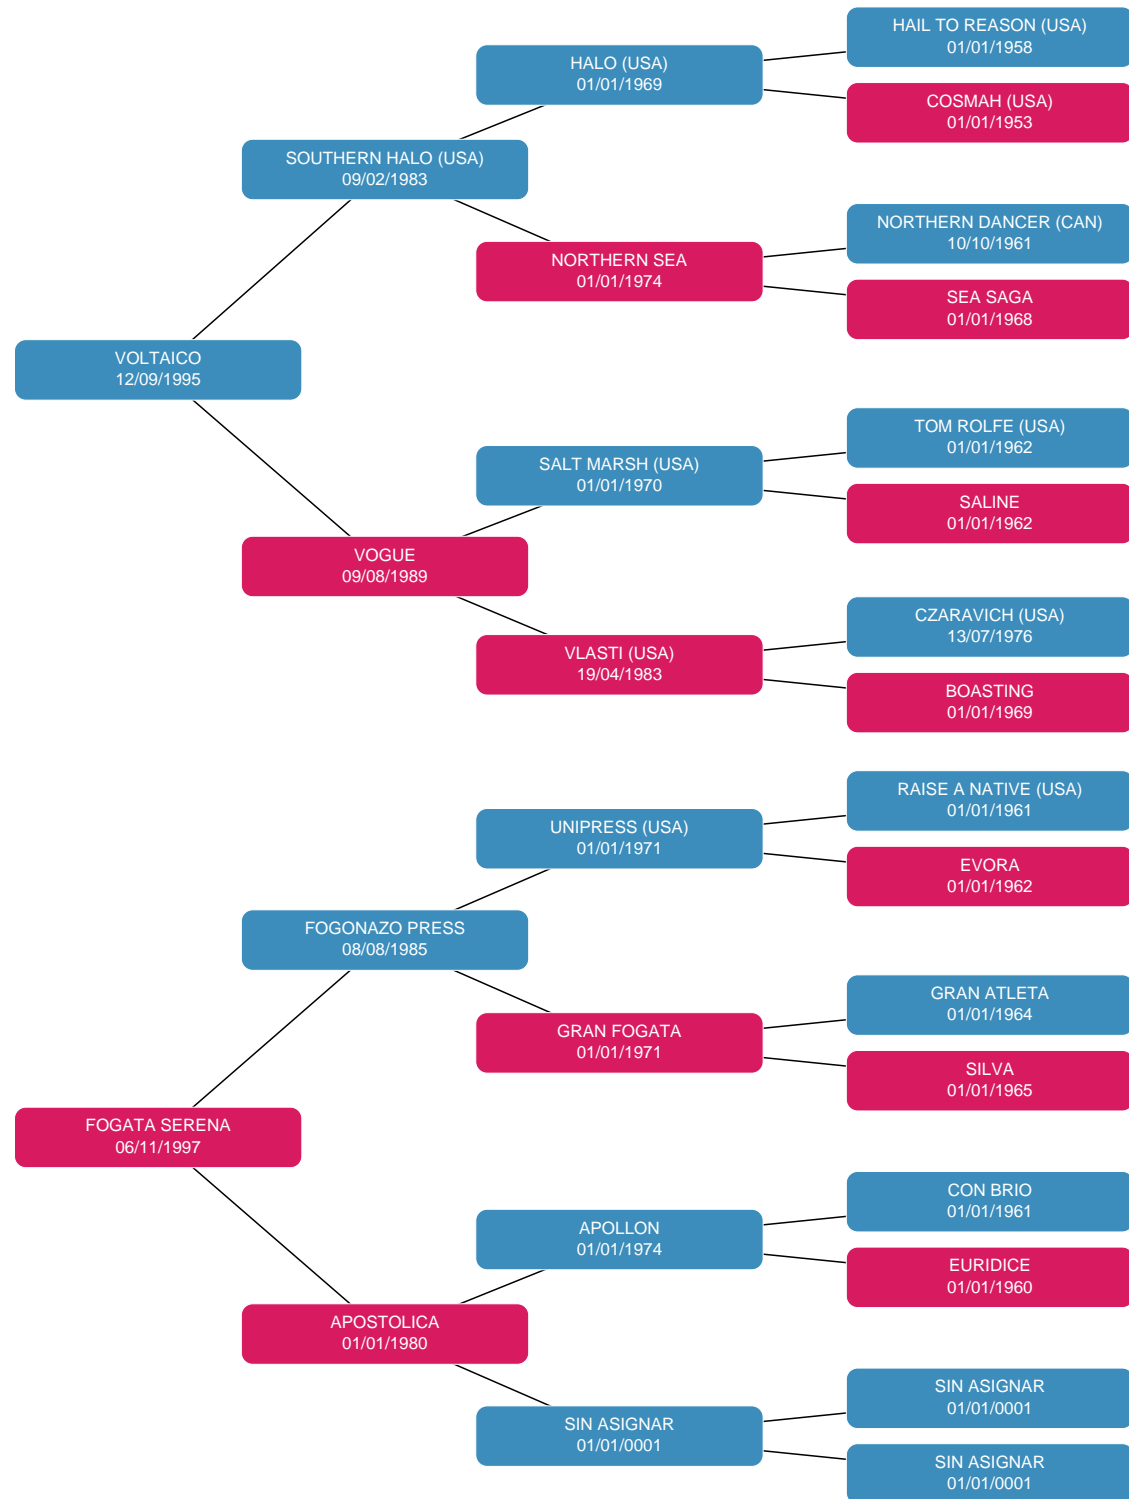 HAIL TO REASON (USA)
01/01/1958
HALO (USA)
01/01/1969
COSMAH (USA)
01/01/1953
SOUTHERN HALO (USA)
09/02/1983
NORTHERN DANCER (CAN)
10/10/1961
NORTHERN SEA
01/01/1974
SEA SAGA
01/01/1968
VOLTAICO
12/09/1995
TOM ROLFE (USA)
01/01/1962
SALT MARSH (USA)
01/01/1970
SALINE
01/01/1962
VOGUE
09/08/1989
CZARAVICH (USA)
13/07/1976
VLASTI (USA)
19/04/1983
BOASTING
01/01/1969
RAISE A NATIVE (USA)
01/01/1961
UNIPRESS (USA)
01/01/1971
EVORA
01/01/1962
FOGONAZO PRESS
08/08/1985
GRAN ATLETA
01/01/1964
GRAN FOGATA
01/01/1971
SILVA
01/01/1965
FOGATA SERENA
06/11/1997
CON BRIO
01/01/1961
APOLLON
01/01/1974
EURIDICE
01/01/1960
APOSTOLICA
01/01/1980
SIN ASIGNAR
01/01/0001
SIN ASIGNAR
01/01/0001
SIN ASIGNAR
01/01/0001